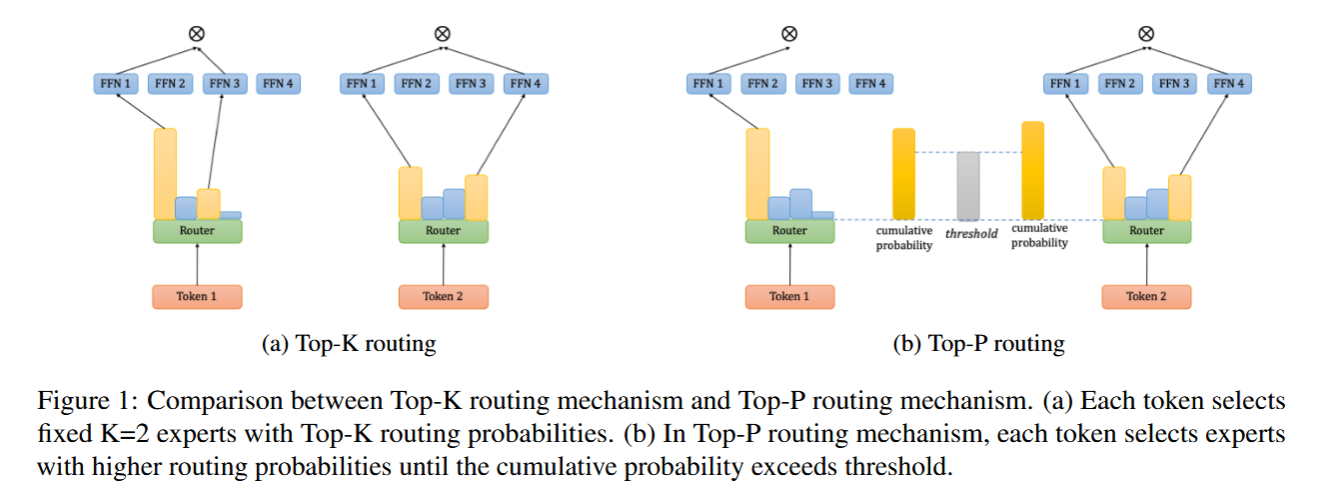 FFN 1 FFN 2 FFN 3 FFN 4
Router
Token 1
FFN 1 FFN 2 FFN 3 FFN 4
Router
Token 2
(a) Top-K routing
FFN 1 FFN 2 FFN 3 FFN 4
Router
Token 1
cumulative
probability
threshold
cumulative
probability
FFN 1 FFN 2 FFN 3 FFN 4
Router
Token 2
(b) Top-P routing
Figure 1: Comparison between Top-K routing mechanism and Top-P routing mechanism. (a) Each token selects
fixed K=2 experts with Top-K routing probabilities. (b) In Top-P routing mechanism, each token selects experts
with higher routing probabilities until the cumulative probability exceeds threshold.